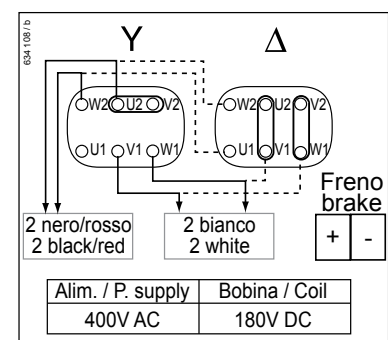 634 108 / b
Y Δ
W2 U2 V2 W2 U2 V2
U1 V1 W1 U1 V1 W1
Freno
brake
2 nero/rosso 2 bianco
2 black/red 2 white
+ -
Alim. / P. supply Bobina / Coil
400V AC 180V DC